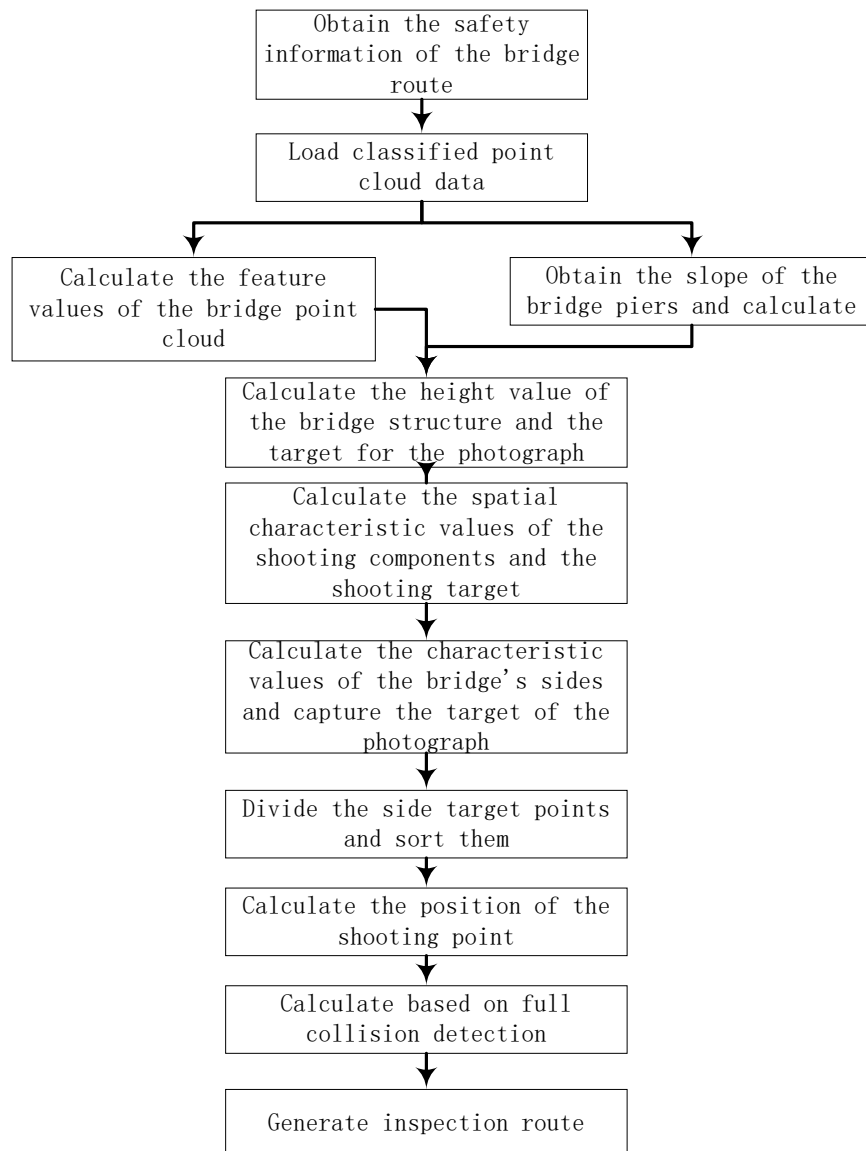 Obtain the safety
information of the bridge
route
Load classified point
cloud data
Calculate the feature
values of the bridge point
cloud
Obtain the slope of the
bridge piers and calculate
Calculate the height value of
the bridge structure and the
target for the photograph
Calculate the spatial
characteristic values of the
shooting components and the
shooting target
Calculate the characteristic
values of the bridge's sides
and capture the target of the
photograph
Divide the side target points
and sort them
Calculate the position of the
shooting point
Calculate based on full
collision detection
Generate inspection route